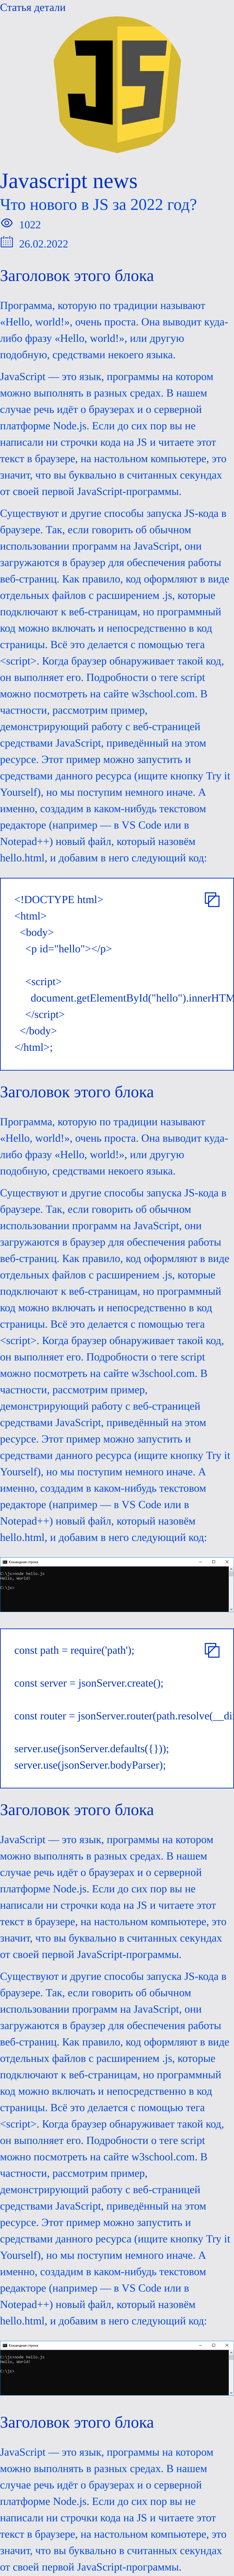 Статья детали
JS
Javascript news
Что нового в JS за 2022 год?
1022
26.02.2022
Заголовок этого блока
Программа, которую по традиции называют
«Hello, world!», очень проста. Она выводит куда-
либо фразу «Hello, world!», или другую
подобную, средствами некоего языка.
JavaScript — это язык, программы на котором
можно выполнять в разных средах. В нашем
случае речь идёт о браузерах и о серверной
платформе Node.js. Если до сих пор вы не
написали ни строчки кода на JS и читаете этот
текст в браузере, на настольном компьютере, это
значит, что вы буквально в считанных секундах
от своей первой JavaScript-программы.
Существуют и другие способы запуска JS-кода в
браузере. Так, если говорить об обычном
использовании программ на JavaScript, они
загружаются в браузер для обеспечения работы
веб-страниц. Как правило, код оформляют в виде
отдельных файлов с расширением .js, которые
подключают к веб-страницам, но программный
код можно включать и непосредственно в код
страницы. Всё это делается с помощью тега
<script>. Когда браузер обнаруживает такой код,
он выполняет его. Подробности о теге script
можно посмотреть на сайте w3school.com. В
частности, рассмотрим пример,
демонстрирующий работу с веб-страницей
средствами JavaScript, приведённый на этом
ресурсе. Этот пример можно запустить и
средствами данного ресурса (ищите кнопку Try it
Yourself), но мы поступим немного иначе. А
именно, создадим в каком-нибудь текстовом
редакторе (например — в VS Code или в
Notepad++) новый файл, который назовём
hello.html, и добавим в него следующий код:
<!DOCTYPE html>
<html>
<body>
<p id="hello"></p>
<script>
document.getElementById("hello").innerHTM
</script>
</body>
</html>;
Заголовок этого блока
Программа, которую по традиции называют
«Hello, world!», очень проста. Она выводит куда-
либо фразу «Hello, world!», или другую
подобную, средствами некоего языка.
Существуют и другие способы запуска JS-кода в
браузере. Так, если говорить об обычном
использовании программ на JavaScript, они
загружаются в браузер для обеспечения работы
веб-страниц. Как правило, код оформляют в виде
отдельных файлов с расширением .js, которые
подключают к веб-страницам, но программный
код можно включать и непосредственно в код
страницы. Всё это делается с помощью тега
<script>. Когда браузер обнаруживает такой код,
он выполняет его. Подробности о теге script
можно посмотреть на сайте w3school.com. В
частности, рассмотрим пример,
демонстрирующий работу с веб-страницей
средствами JavaScript, приведённый на этом
ресурсе. Этот пример можно запустить и
средствами данного ресурса (ищите кнопку Try it
Yourself), но мы поступим немного иначе. А
именно, создадим в каком-нибудь текстовом
редакторе (например — в VS Code или в
Notepad++) новый файл, который назовём
hello.html, и добавим в него следующий код:
Командная строка
C:\js>node hello.js
Hello, World!
C:\js>
const path = require('path');
const server = jsonServer.create();
const router = jsonServer.router(path.resolve(__di
server.use(jsonServer.defaults({}));
server.use(jsonServer.bodyParser);
Заголовок этого блока
JavaScript — это язык, программы на котором
можно выполнять в разных средах. В нашем
случае речь идёт о браузерах и о серверной
платформе Node.js. Если до сих пор вы не
написали ни строчки кода на JS и читаете этот
текст в браузере, на настольном компьютере, это
значит, что вы буквально в считанных секундах
от своей первой JavaScript-программы.
Существуют и другие способы запуска JS-кода в
браузере. Так, если говорить об обычном
использовании программ на JavaScript, они
загружаются в браузер для обеспечения работы
веб-страниц. Как правило, код оформляют в виде
отдельных файлов с расширением .js, которые
подключают к веб-страницам, но программный
код можно включать и непосредственно в код
страницы. Всё это делается с помощью тега
<script>. Когда браузер обнаруживает такой код,
он выполняет его. Подробности о теге script
можно посмотреть на сайте w3school.com. В
частности, рассмотрим пример,
демонстрирующий работу с веб-страницей
средствами JavaScript, приведённый на этом
ресурсе. Этот пример можно запустить и
средствами данного ресурса (ищите кнопку Try it
Yourself), но мы поступим немного иначе. А
именно, создадим в каком-нибудь текстовом
редакторе (например — в VS Code или в
Notepad++) новый файл, который назовём
hello.html, и добавим в него следующий код:
Командная строка
C:\js>node hello.js
Hello, World!
C:\js>
Заголовок этого блока
JavaScript — это язык, программы на котором
можно выполнять в разных средах. В нашем
случае речь идёт о браузерах и о серверной
платформе Node.js. Если до сих пор вы не
написали ни строчки кода на JS и читаете этот
текст в браузере, на настольном компьютере, это
значит, что вы буквально в считанных секундах
от своей первой JavaScript-программы.